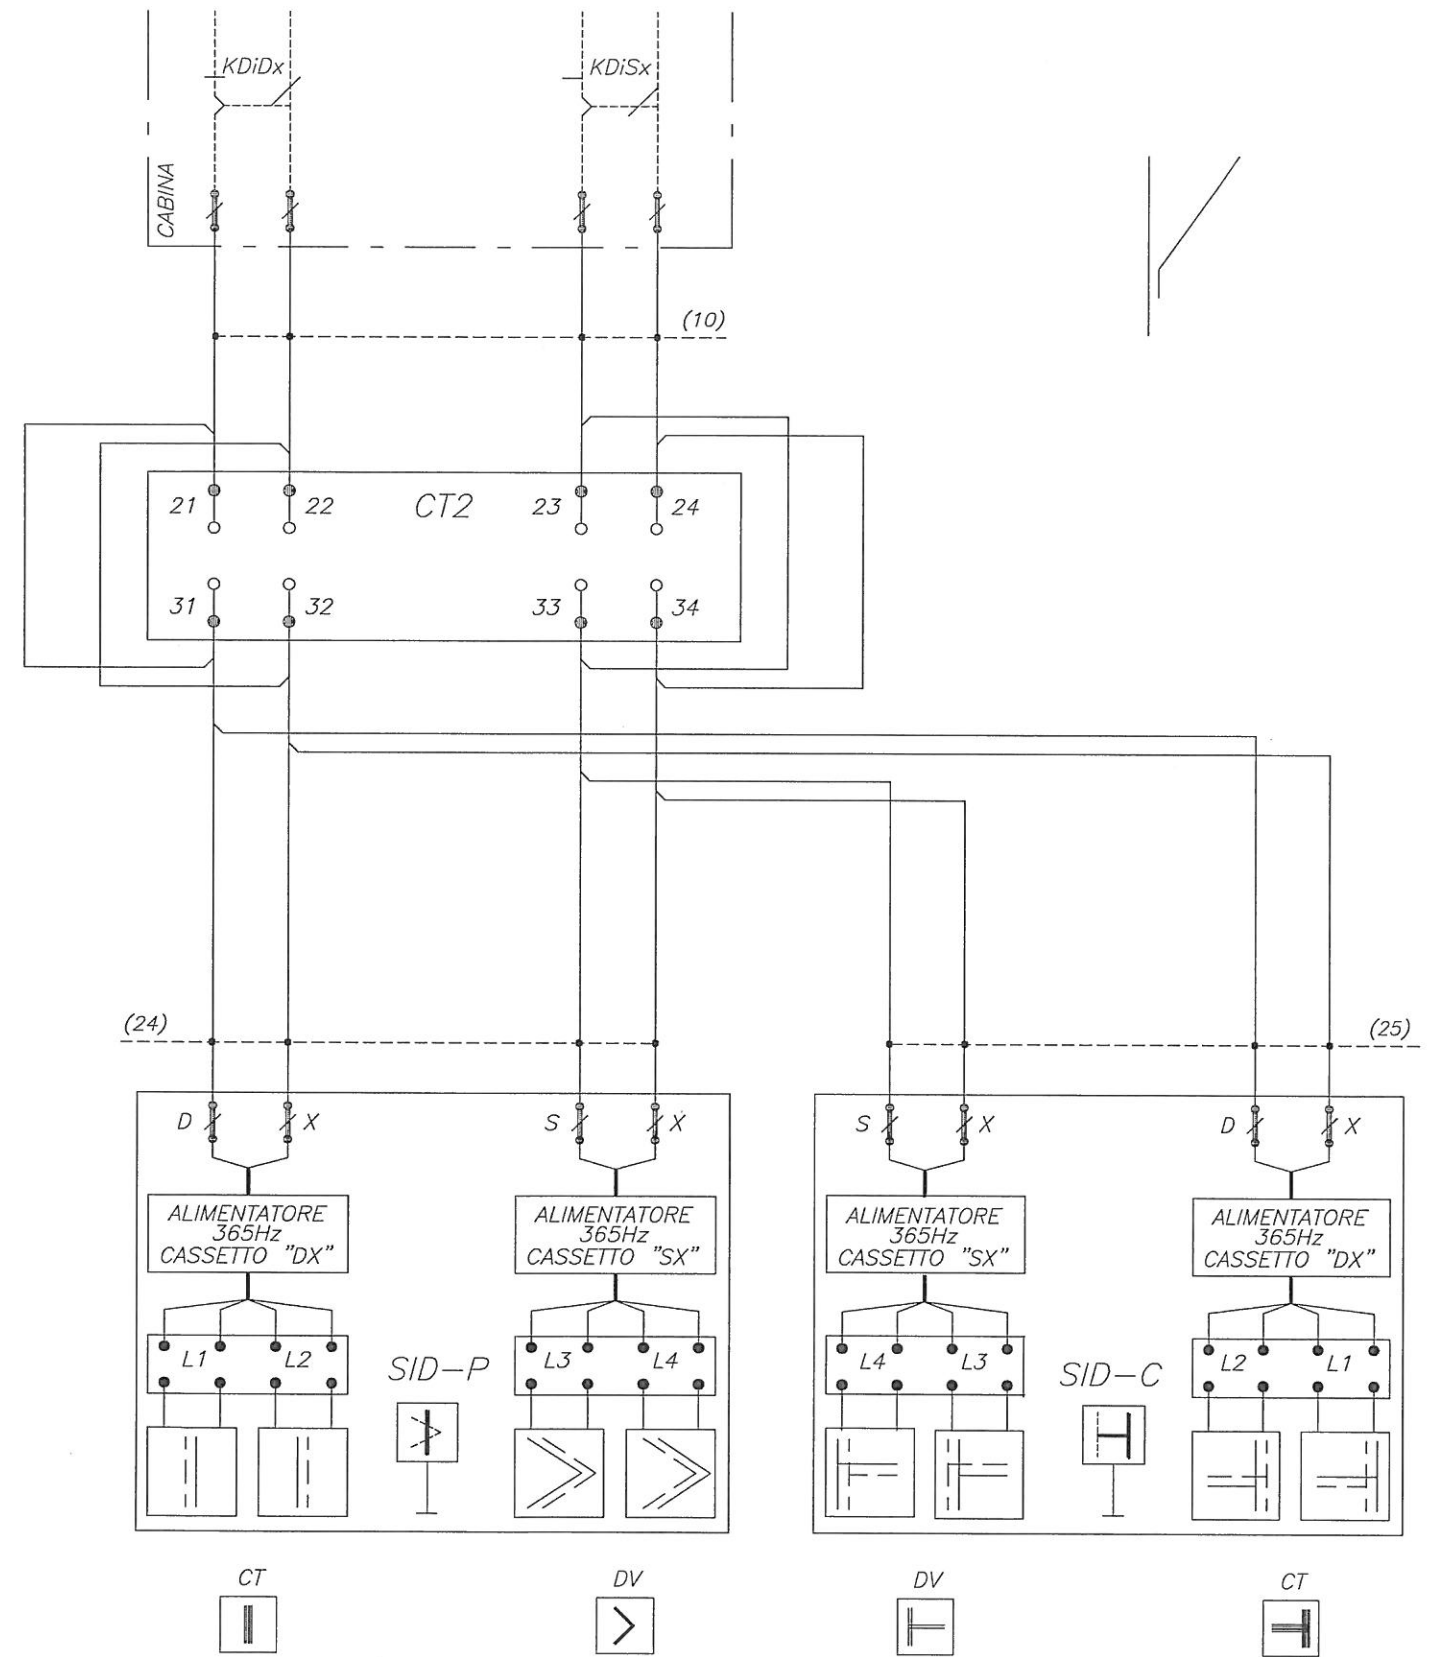 KDiDx
KDiSx
CABINA
(10)
21
22
CT2
23
24
31
32
33
34
(24)
(25)
D
X
S
X
S
X
D
X
ALIMENTATORE
365Hz
CASSETTO "DX"
ALIMENTATORE
365Hz
CASSETTO "SX"
ALIMENTATORE
365Hz
CASSETTO "SX"
ALIMENTATORE
365Hz
CASSETTO "DX"
L1
L2
SID-P
L3
L4
L4
L3
SID-C
L2
L1
CT
DV
DV
CT